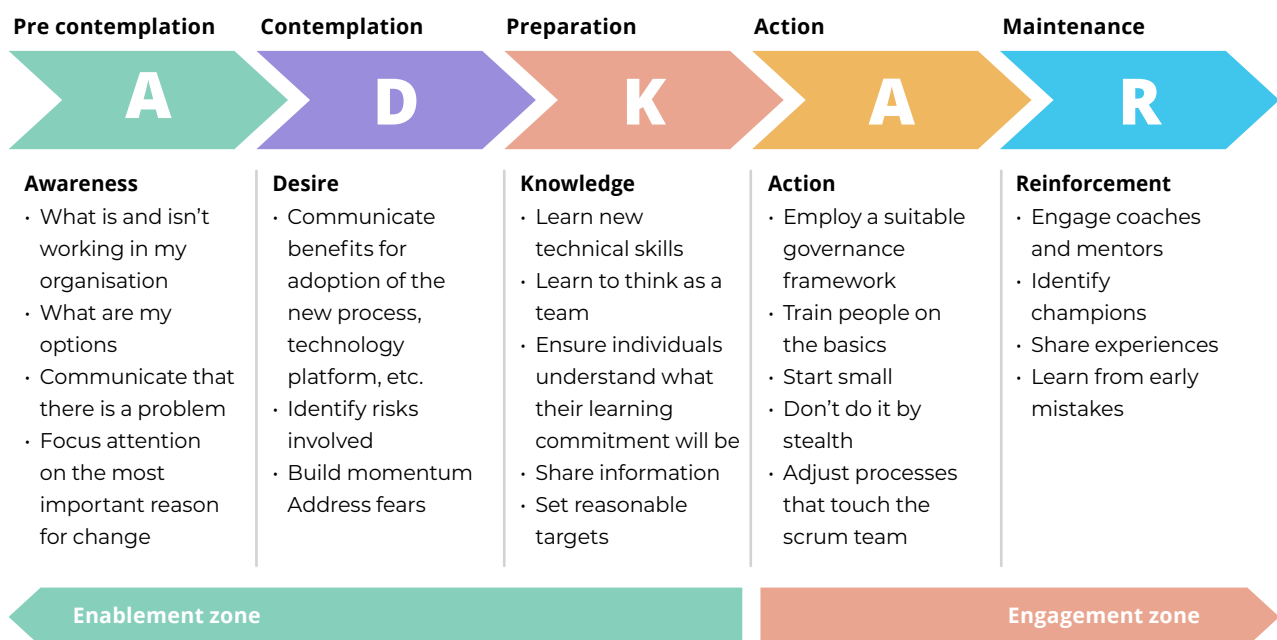 Pre contemplation
Contemplation
Preparation
Action
Maintenance
A
D
K
A
R
Awareness
• What is and isn’t
working in my
organisation
• What are my
options
• Communicate that
there is a problem
• Focus attention
on the most
important reason
for change
Desire
• Communicate
benefits for
adoption of the
new process,
technology
platform, etc.
• Identify risks
involved
• Build momentum
Address fears
Knowledge
• Learn new
technical skills
• Learn to think as a
team
• Ensure individuals
understand what
their learning
commitment will be
• Share information
• Set reasonable
targets
Action
• Employ a suitable
governance
framework
• Train people on
the basics
• Start small
• Don’t do it by
stealth
• Adjust processes
that touch the
scrum team
Reinforcement
• Engage coaches
and mentors
• Identify
champions
• Share experiences
• Learn from early
mistakes
Enablement zone
Engagement zone